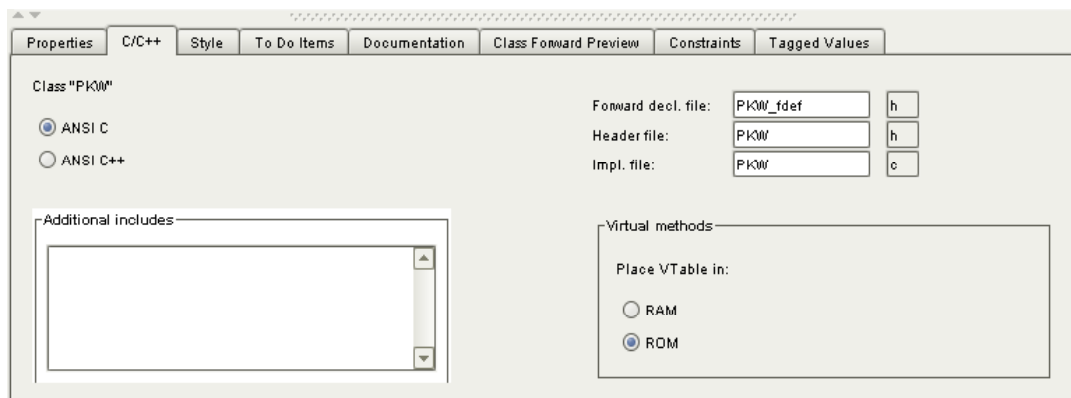 Properties C/C++ Style To Do Items Documentation Class Forward Preview Constraints Tagged Values
Class "PKW"
ANSI C
ANSI C++
Forward decl. file: PKW_fdef h
Header file: PKW h
Impl. file: PKW c
Additional includes
Virtual methods
Place VTable in:
RAM
ROM